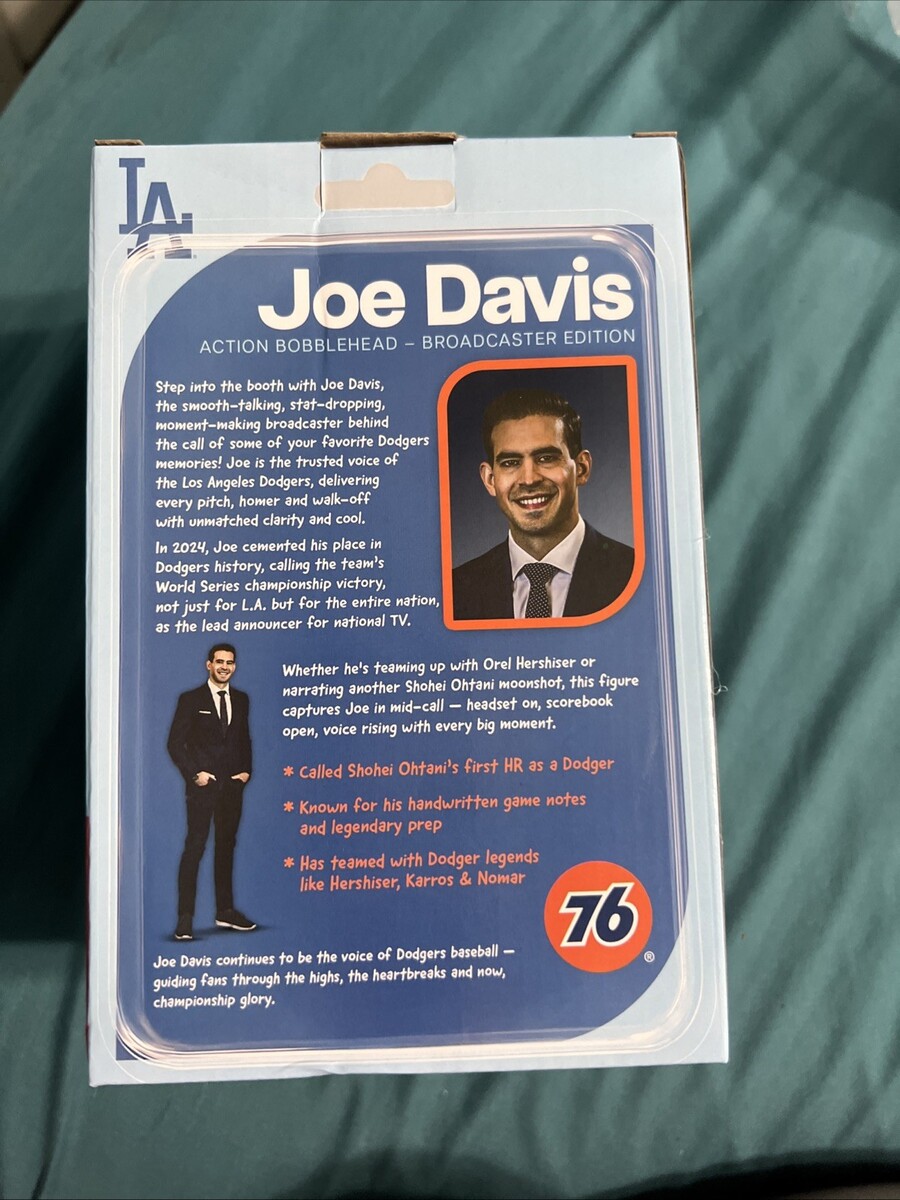 LA
Joe Davis
ACTION BOBBLEHEAD – BROADCASTER EDITION
Step into the booth with Joe Davis,
the smooth-talking, stat-dropping,
moment-making broadcaster behind
the call of some of your favorite Dodgers
memories! Joe is the trusted voice of
the Los Angeles Dodgers, delivering
every pitch, homer and walk-off
with unmatched clarity and cool.
In 2024, Joe cemented his place in
Dodgers history, calling the team's
World Series championship victory,
not just for L.A. but for the entire nation,
as the lead announcer for national TV.
Whether he's teaming up with Orel Hershiser or
narrating another Shohei Ohtani moonshot, this figure
captures Joe in mid-call — headset on, scorebook
open, voice rising with every big moment.
* Called Shohei Ohtani's first HR as a Dodger
* Known for his handwritten game notes
and legendary prep
* Has teamed with Dodger legends
like Hershiser, Karros & Nomar
76
®
Joe Davis continues to be the voice of Dodgers baseball —
guiding fans through the highs, the heartbreaks and now,
championship glory.